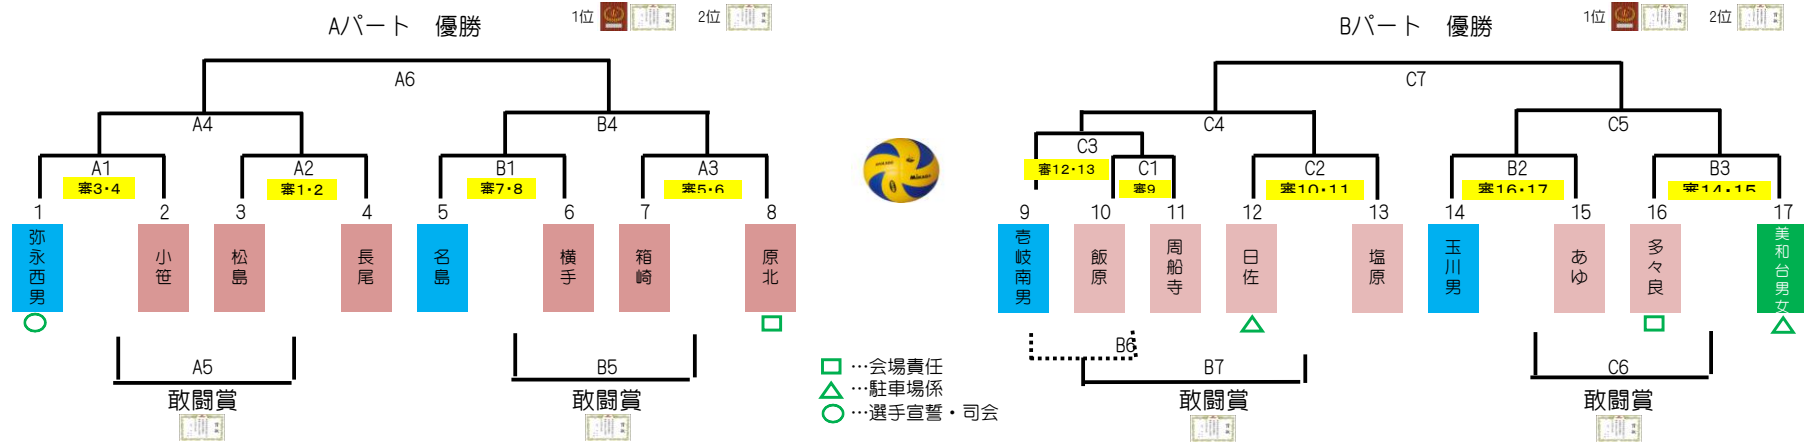 Aパート　優勝
1位
2位
Bパート　優勝
1位
2位
A6
C7
A4
B4
C4
C5
C3
A1
A2
B1
A3
C1
C2
B2
B3
審3・4
審1・2
審7・8
審5・6
審12・13
審9
審10・11
審16・17
審14・15
1
2
3
4
5
6
7
8
9
10
11
12
13
14
15
16
17
弥永西男
小笹
松島
長尾
名島
横手
箱崎
原北
壱岐南男
飯原
周船寺
日佐
塩原
玉川男
あゆ
多々良
美和台男女
A5
B5
B6
B7
C6
敢闘賞
敢闘賞
敢闘賞
敢闘賞
…会場責任
…駐車場係
…選手宣誓・司会